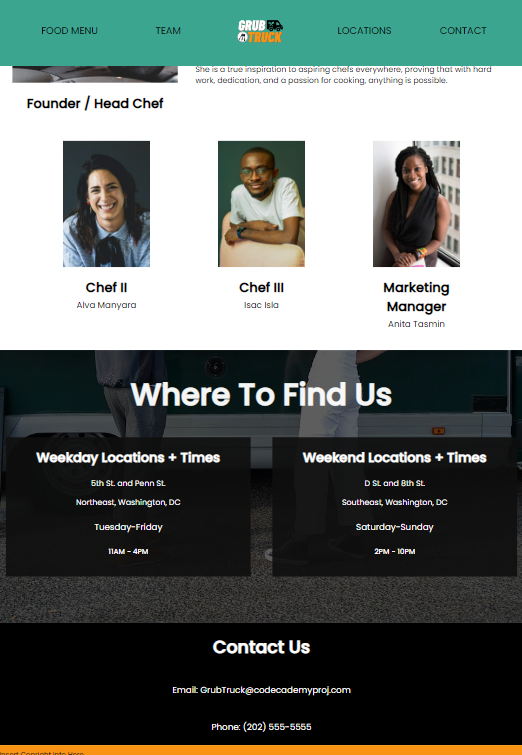 FOOD MENU
TEAM
GRUB
TRUCK
LOCATIONS
CONTACT
She is a true inspiration to aspiring chefs everywhere, proving that with hard
work, dedication, and a passion for cooking, anything is possible.
Founder / Head Chef
Chef II
Alva Manyara
Chef III
Isac Isla
Marketing
Manager
Anita Tasmin
Where To Find Us
Weekday Locations + Times
5th St. and Penn St.
Northeast, Washington, DC
Tuesday-Friday
11AM - 4PM
Weekend Locations + Times
D St. and 8th St.
Southeast, Washington, DC
Saturday-Sunday
2PM - 10PM
Contact Us
Email: GrubTruck@codecademyproj.com
Phone: (202) 555-5555
Insert Copright Info Here